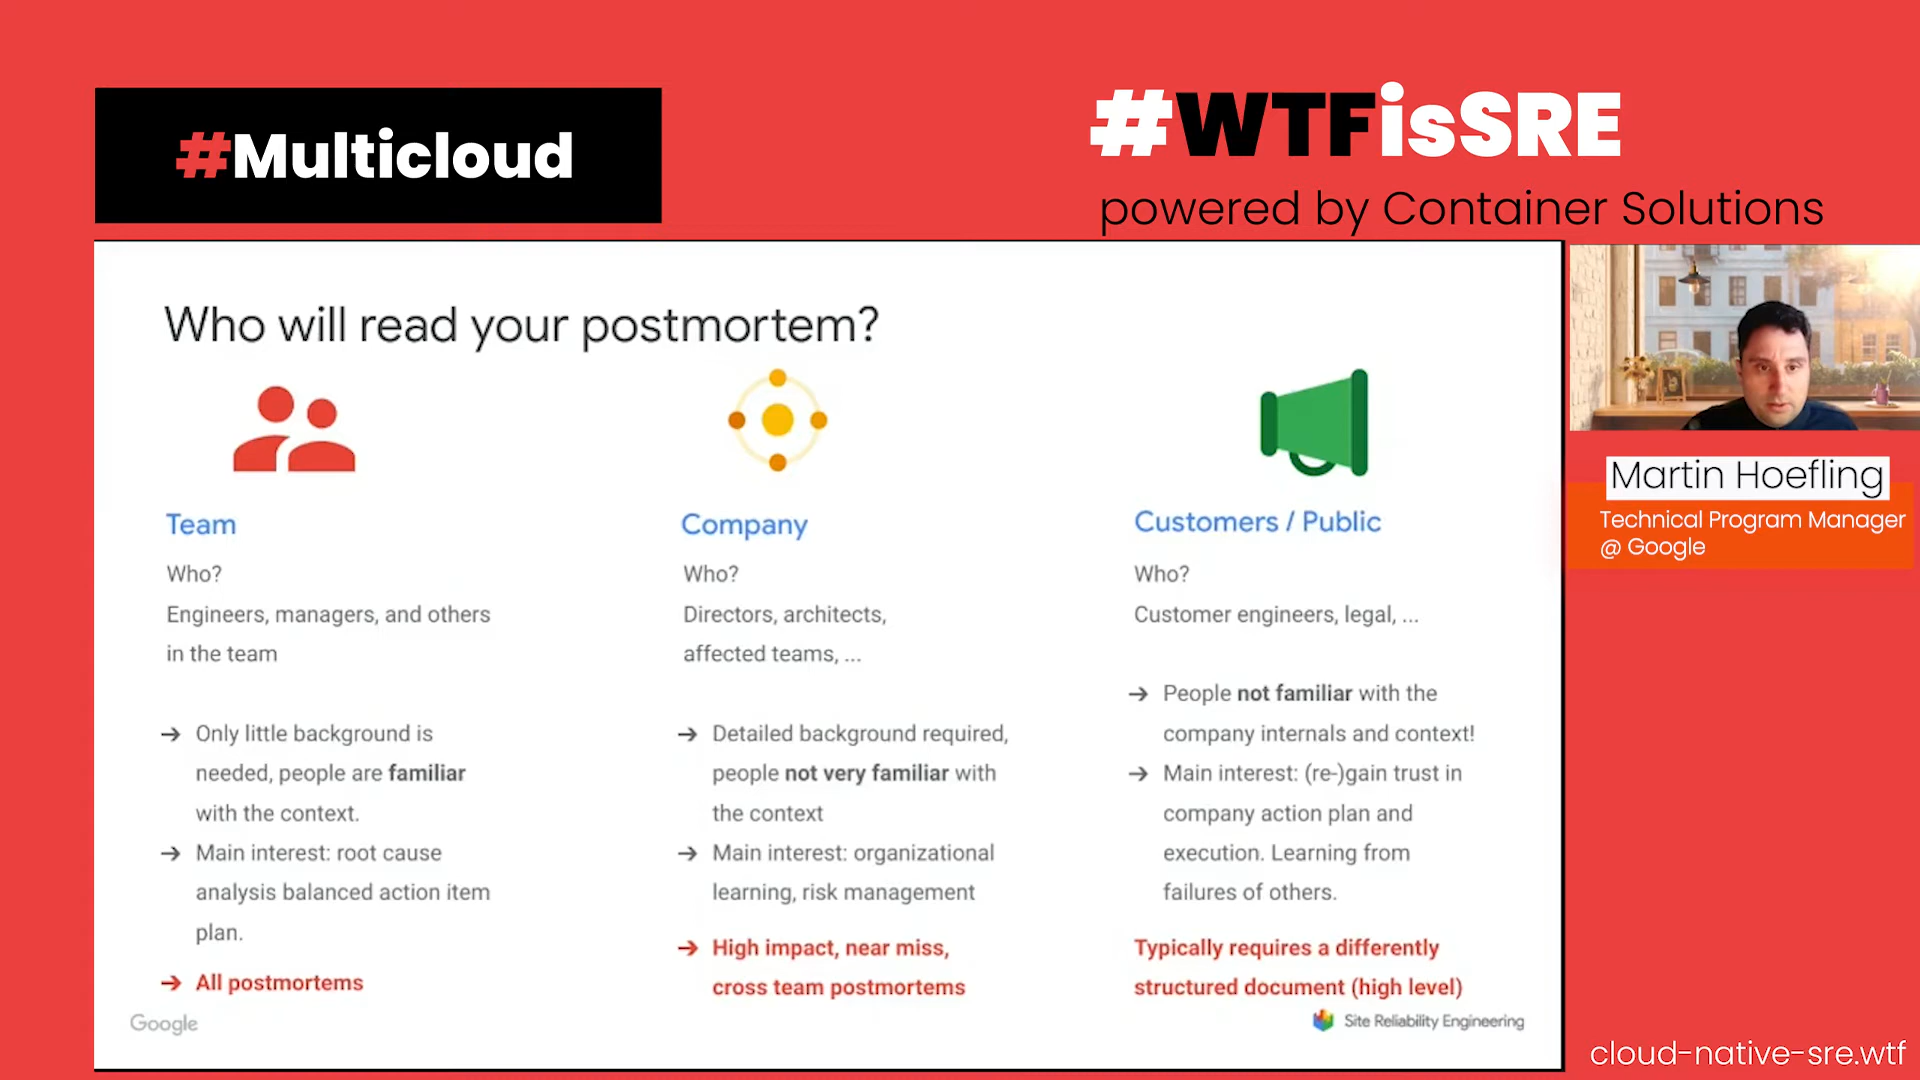 #Multicloud
#WTFisSRE
powered by Container Solutions
Who will read your postmortem?
Team
Who?
Engineers, managers, and others
in the team
→ Only little background is
needed, people are familiar
with the context.
→ Main interest: root cause
analysis balanced action item
plan.
→ All postmortems
Company
Who?
Directors, architects,
affected teams, ...
→ Detailed background required,
people not very familiar with
the context
→ Main interest: organizational
learning, risk management
→ High impact, near miss,
cross team postmortems
Customers / Public
Who?
Customer engineers, legal, ...
→ People not familiar with the
company internals and context!
→ Main interest: (re-)gain trust in
company action plan and
execution. Learning from
failures of others.
Typically requires a differently
structured document (high level)
Google
Site Reliability Engineering
Martin Hoefling
Technical Program Manager
@ Google
cloud-native-sre.wtf